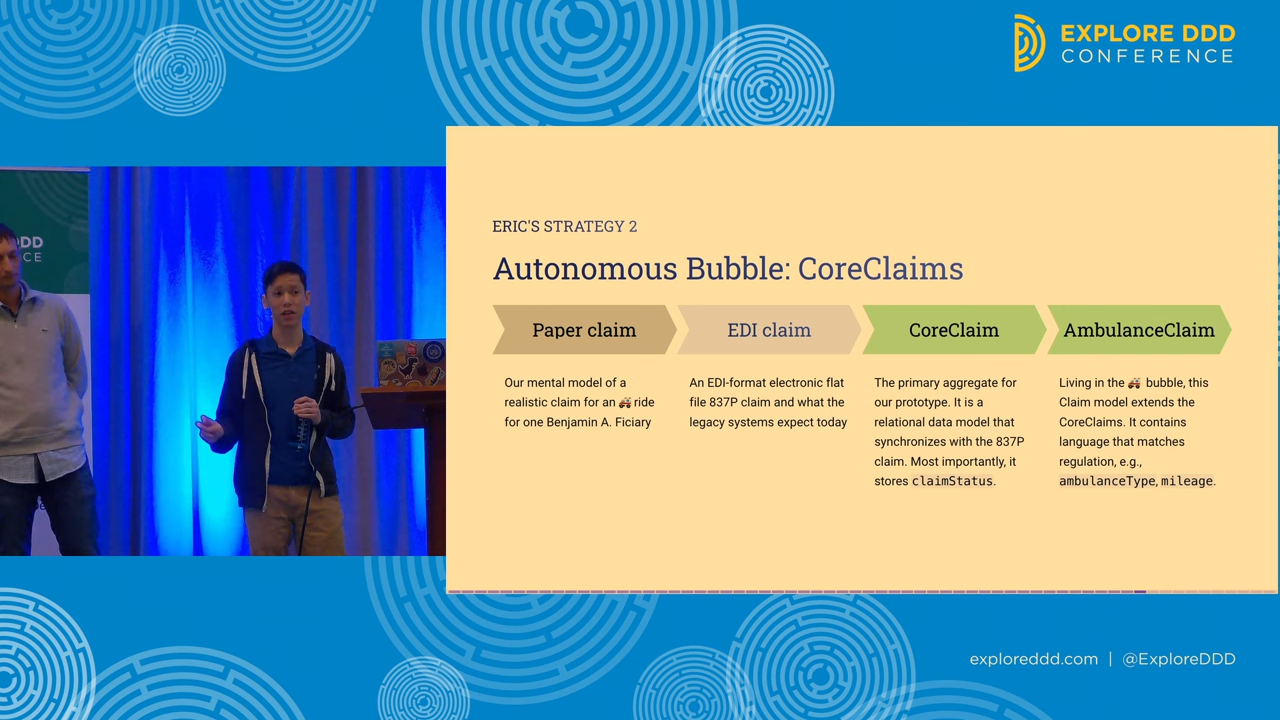 EXPLORE DDD
CONFERENCE
DDD
CE
ERIC'S STRATEGY 2
Autonomous Bubble: CoreClaims
Paper claim
EDI claim
CoreClaim
AmbulanceClaim
Our mental model of a
realistic claim for an 🚑 ride
for one Benjamin A. Ficiary
An EDI-format electronic flat
file 837P claim and what the
legacy systems expect today
The primary aggregate for
our prototype. It is a
relational data model that
synchronizes with the 837P
claim. Most importantly, it
stores claimStatus.
Living in the 🚑 bubble, this
Claim model extends the
CoreClaims. It contains
language that matches
regulation, e.g.,
ambulanceType, mileage.
exploreddd.com | @ExploreDDD